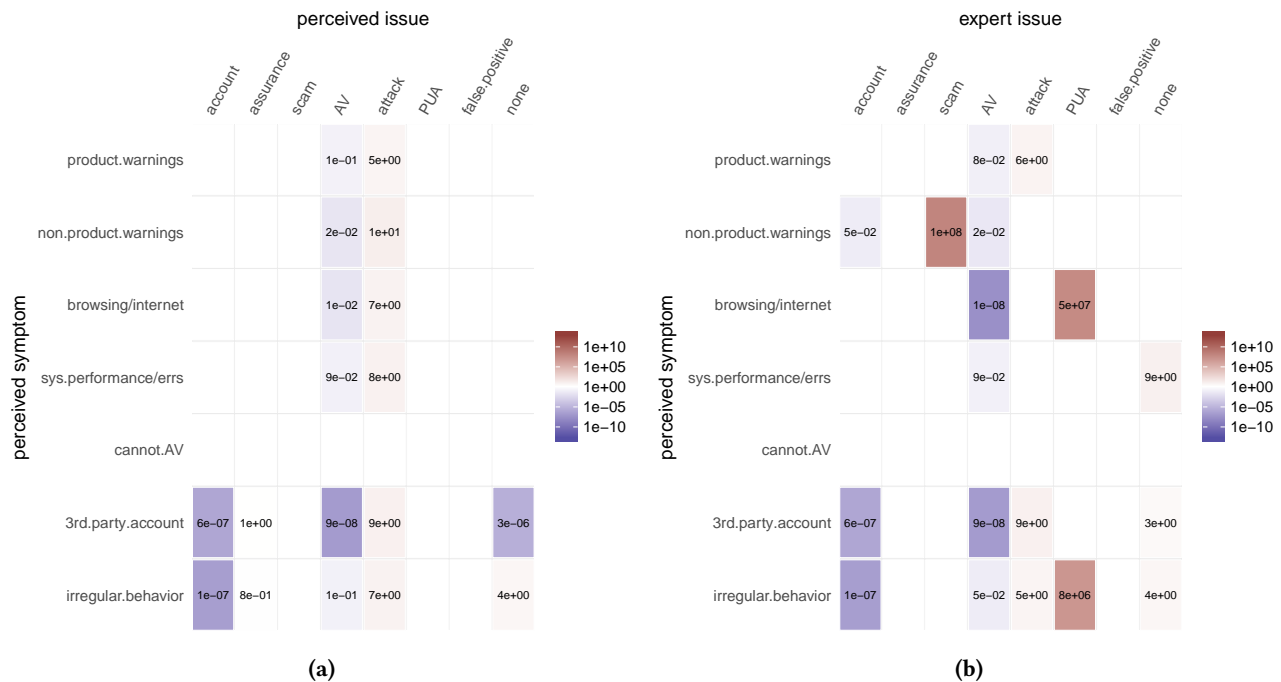 perceived issue
account assurance scam AV attack PUA false.positive none
perceived symptom
product.warnings 1e−01 5e+00
non.product.warnings 2e−02 1e+01
browsing/internet 1e−02 7e+00
sys.performance/errs 9e−02 8e+00
cannot.AV
3rd.party.account 6e−07 1e+00 9e−08 9e+00 3e−06
irregular.behavior 1e−07 8e−01 1e−01 7e+00 4e+00
1e+10
1e+05
1e+00
1e−05
1e−10
(a)
expert issue
account assurance scam AV attack PUA false.positive none
perceived symptom
product.warnings 8e−02 6e+00
non.product.warnings 5e−02 1e+08 2e−02
browsing/internet 1e−08 5e+07
sys.performance/errs 9e−02 9e+00
cannot.AV
3rd.party.account 6e−07 9e−08 9e+00 3e+00
irregular.behavior 1e−07 5e−02 5e+00 8e+06 4e+00
1e+10
1e+05
1e+00
1e−05
1e−10
(b)